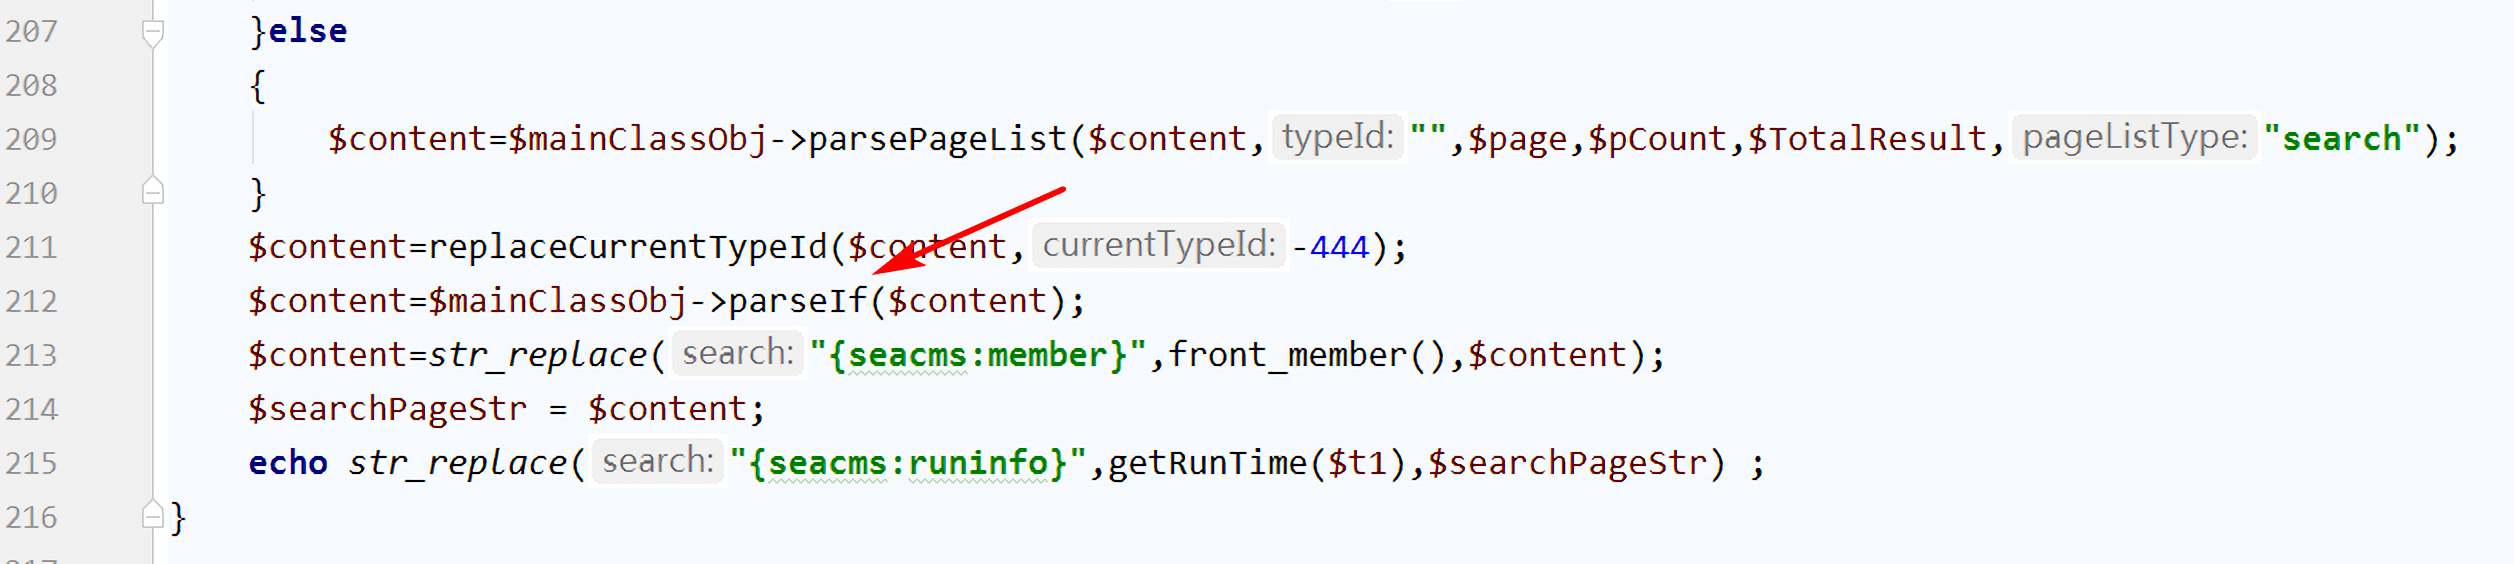 207 }else
208 {
209 $content=$mainClassObj->parsePageList($content, typeId: "",$page,$pCount,$TotalResult, pageListType: "search");
210 }
211 $content=replaceCurrentTypeId($content, currentTypeId: -444);
212 $content=$mainClassObj->parseIf($content);
213 $content=str_replace( search: "{seacms:member}",front_member(),$content);
214 $searchPageStr = $content;
215 echo str_replace( search: "{seacms:runinfo}",getRunTime($t1),$searchPageStr) ;
216 }